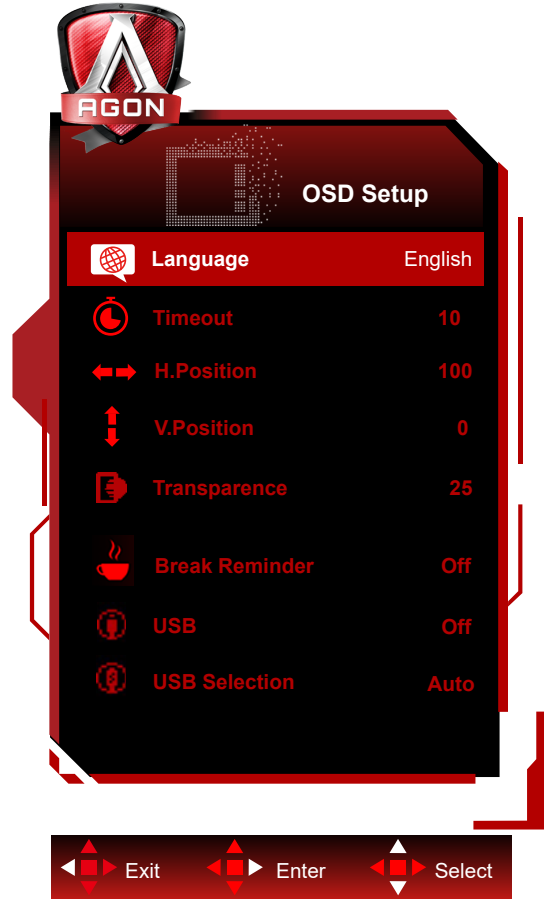 AGON
OSD Setup
Language English
Timeout 10
H.Position 100
V.Position 0
Transparence 25
Break Reminder Off
USB Off
USB Selection Auto
Exit Enter Select